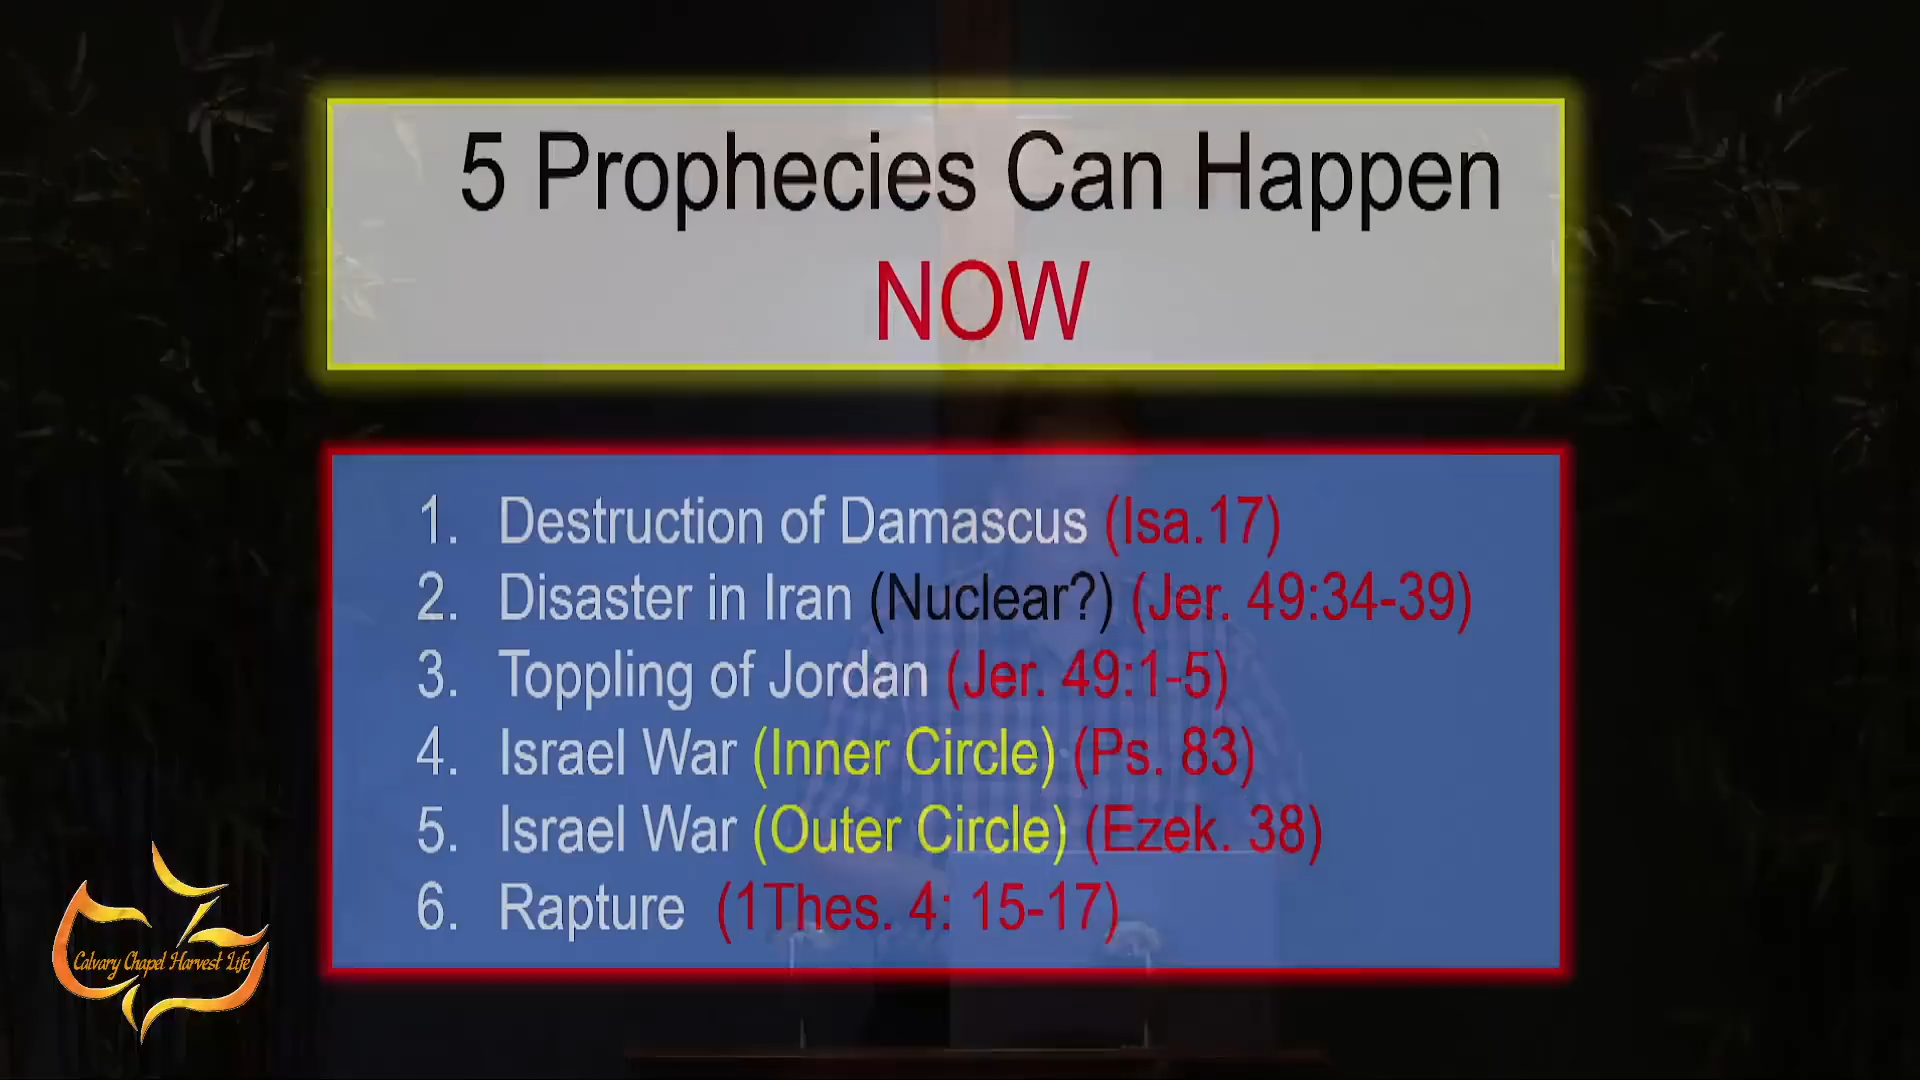 5 Prophecies Can Happen
NOW
1. Destruction of Damascus (Isa.17)
2. Disaster in Iran (Nuclear?) (Jer. 49:34-39)
3. Toppling of Jordan (Jer. 49:1-5)
4. Israel War (Inner Circle) (Ps. 83)
5. Israel War (Outer Circle) (Ezek. 38)
6. Rapture (1Thes. 4: 15-17)
Calvary Chapel Harvest Life